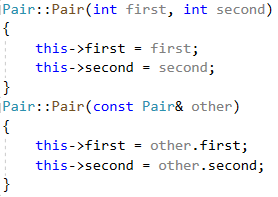 Pair::Pair(int first, int second)
{
    this->first = first;
    this->second = second;
}
Pair::Pair(const Pair& other)
{
    this->first = other.first;
    this->second = other.second;
}